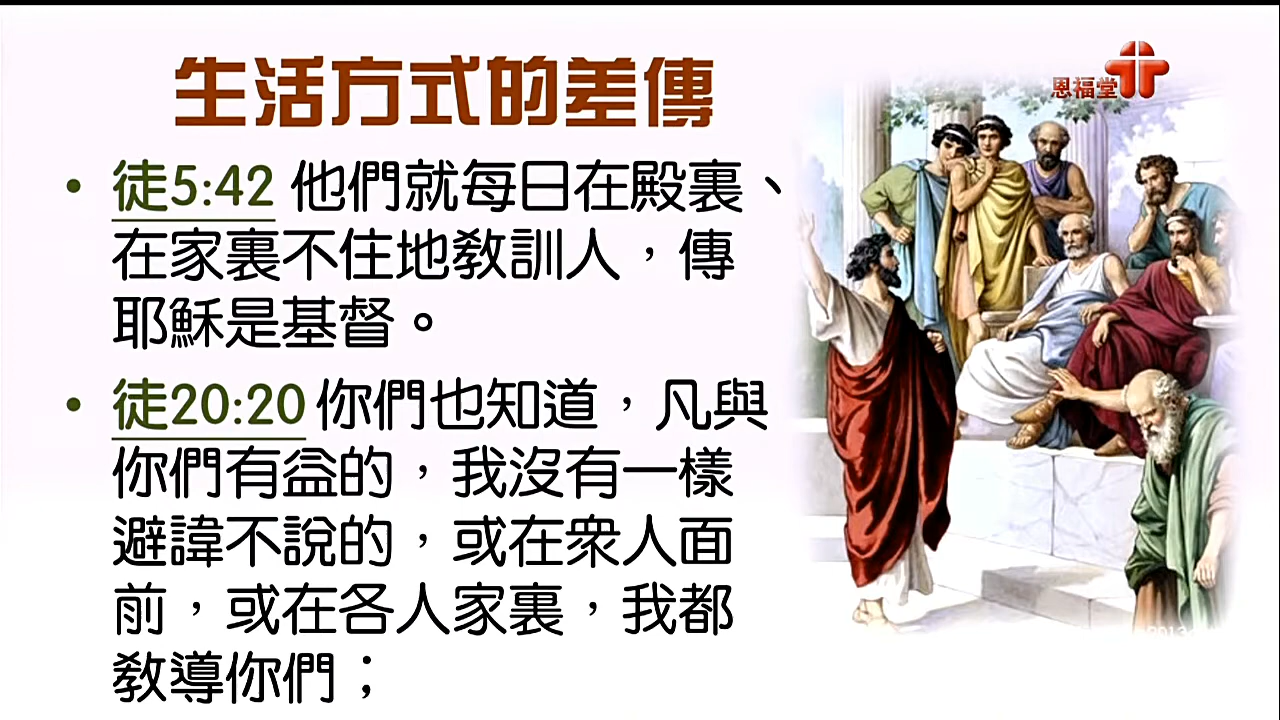 生活方式的差傳
恩福堂
• 徒5:42 他們就每日在殿裏、
在家裏不住地教訓人，傳
耶穌是基督。
• 徒20:20 你們也知道，凡與
你們有益的，我沒有一樣
避諱不說的，或在衆人面
前，或在各人家裏，我都
教導你們；